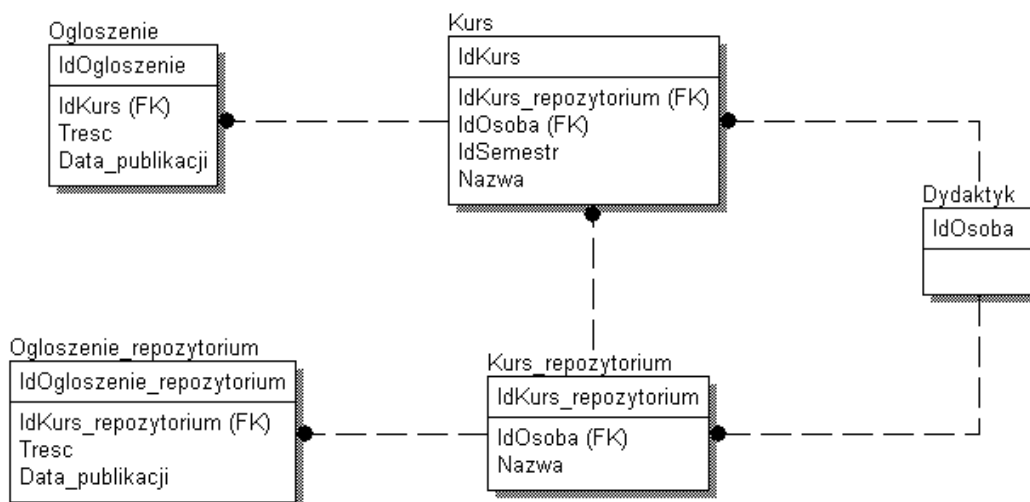 Ogloszenie
IdOgloszenie
IdKurs (FK)
Tresc
Data_publikacji
Kurs
IdKurs
IdKurs_repozytorium (FK)
IdOsoba (FK)
IdSemestr
Nazwa
Dydaktyk
IdOsoba
Ogloszenie_repozytorium
IdOgloszenie_repozytorium
IdKurs_repozytorium (FK)
Tresc
Data_publikacji
Kurs_repozytorium
IdKurs_repozytorium
IdOsoba (FK)
Nazwa